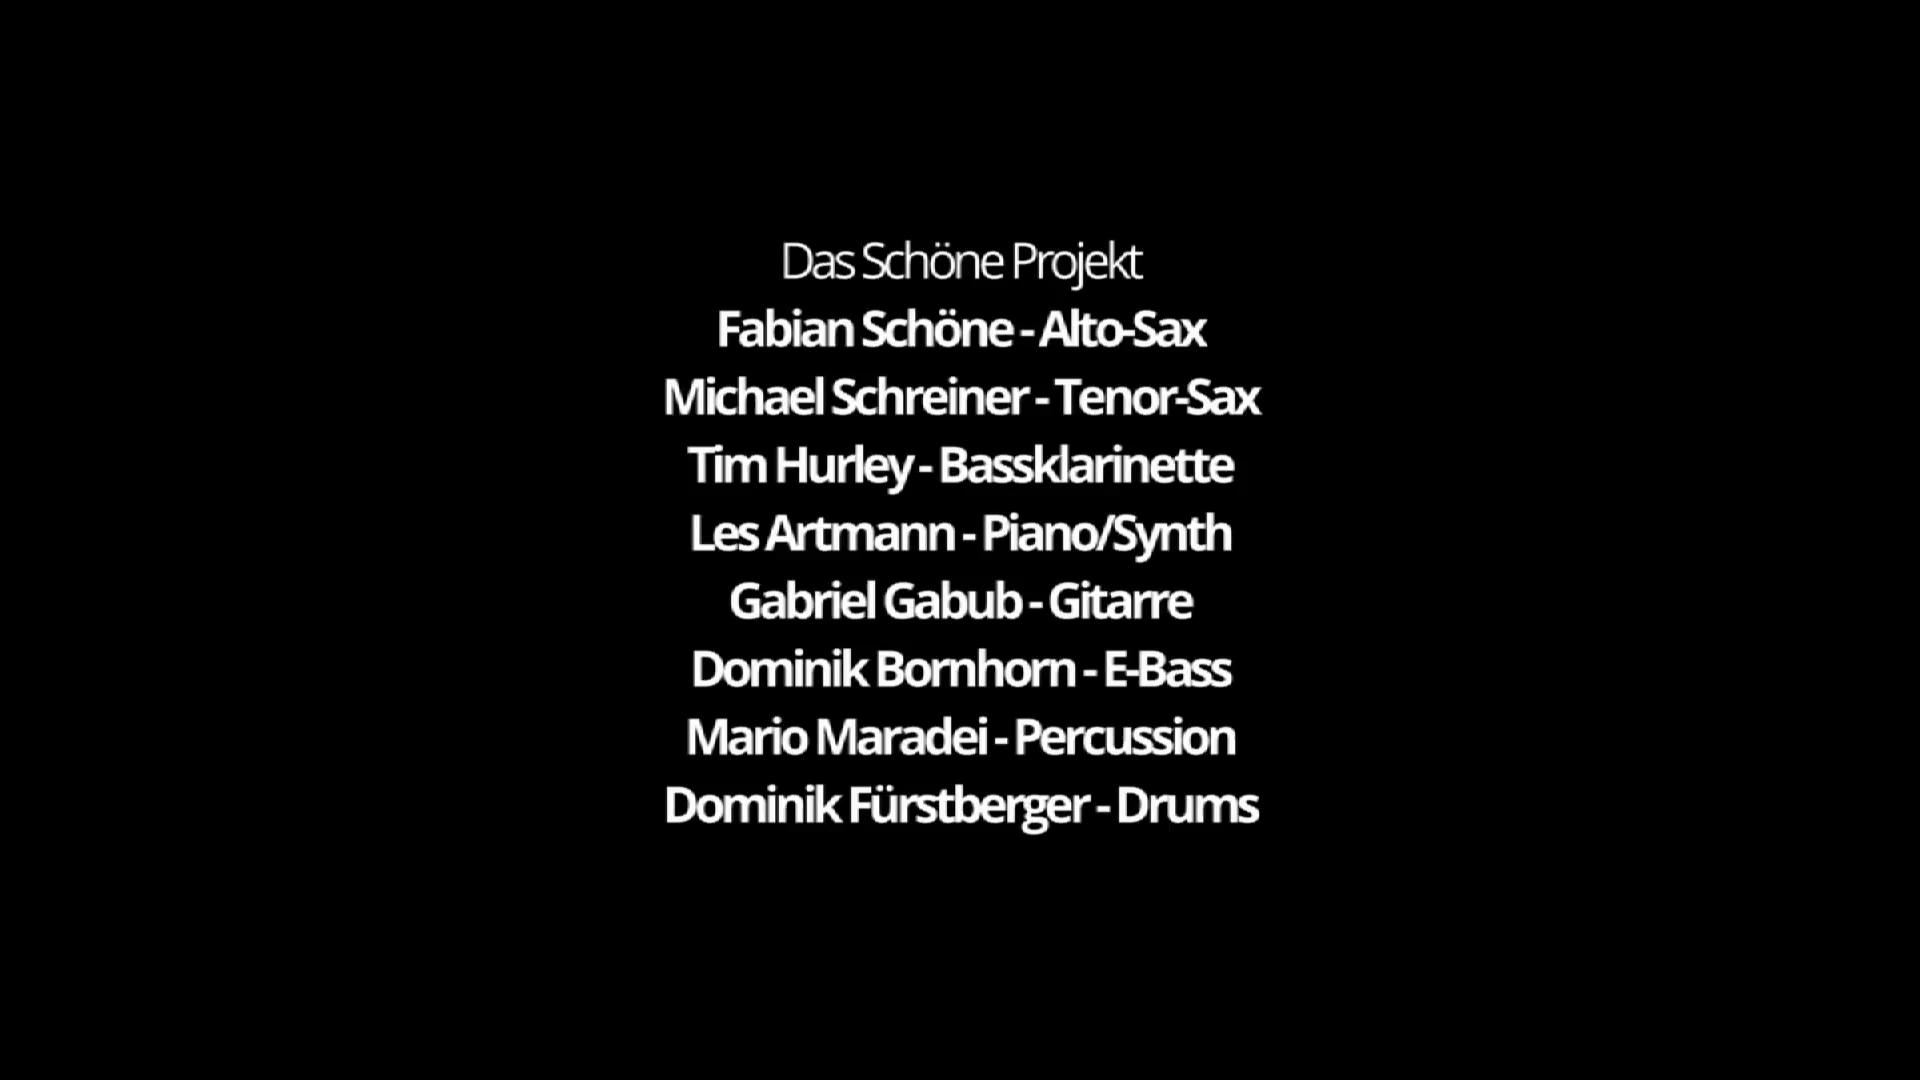 Das Schöne Projekt
Fabian Schöne - Alto-Sax
Michael Schreiner - Tenor-Sax
Tim Hurley - Bassklarinette
Les Artmann - Piano/Synth
Gabriel Gabub - Gitarre
Dominik Bornhorn - E-Bass
Mario Maradei - Percussion
Dominik Fürstberger - Drums